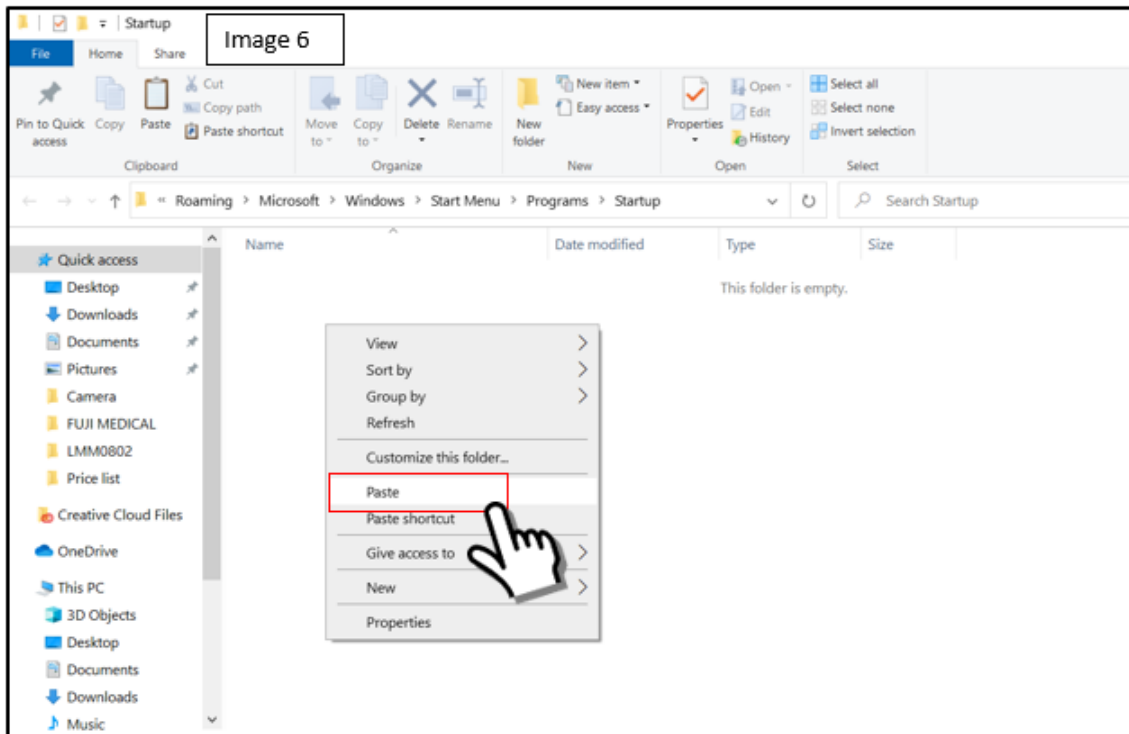 Startup
Image 6
File Home Share
Pin to Quick access
Copy
Paste
Cut
Copy path
Paste shortcut
Clipboard
Move to
Copy to
Delete
Rename
Organize
New folder
New item
Easy access
New
Properties
Open
Edit
History
Open
Select all
Select none
Invert selection
Select
« Roaming > Microsoft > Windows > Start Menu > Programs > Startup
Search Startup
Name Date modified Type Size
This folder is empty.
Quick access
Desktop
Downloads
Documents
Pictures
Camera
FUJI MEDICAL
LMM0802
Price list
Creative Cloud Files
OneDrive
This PC
3D Objects
Desktop
Documents
Downloads
Music
View
Sort by
Group by
Refresh
Customize this folder...
Paste
Paste shortcut
Give access to
New
Properties